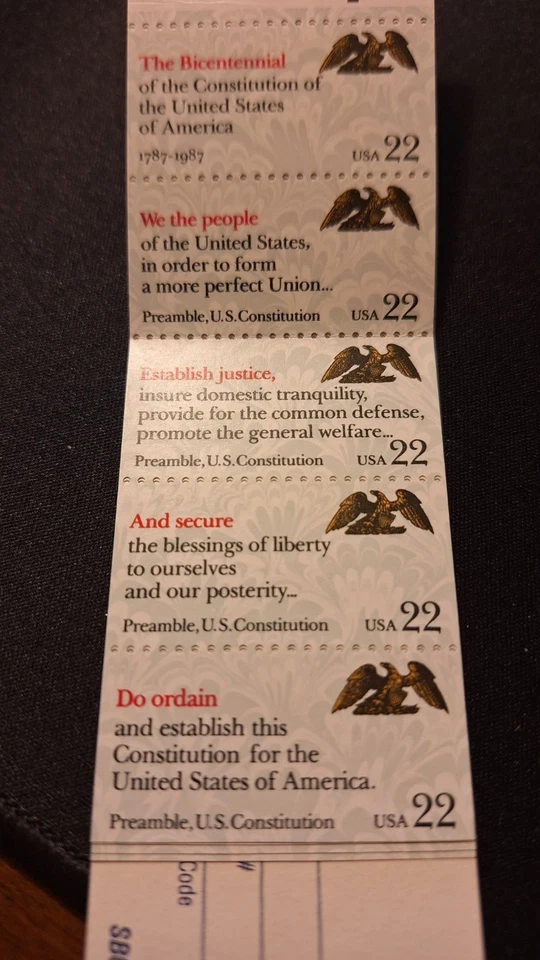 The Bicentennial
of the Constitution of
the United States
of America
1787-1987
USA 22
We the people
of the United States,
in order to form
a more perfect Union...
Preamble, U.S. Constitution
USA 22
Establish justice,
insure domestic tranquility,
provide for the common defense,
promote the general welfare...
Preamble, U.S. Constitution
USA 22
And secure
the blessings of liberty
to ourselves
and our posterity...
Preamble, U.S. Constitution
USA 22
Do ordain
and establish this
Constitution for the
United States of America.
Preamble, U.S. Constitution
USA 22
Code
#